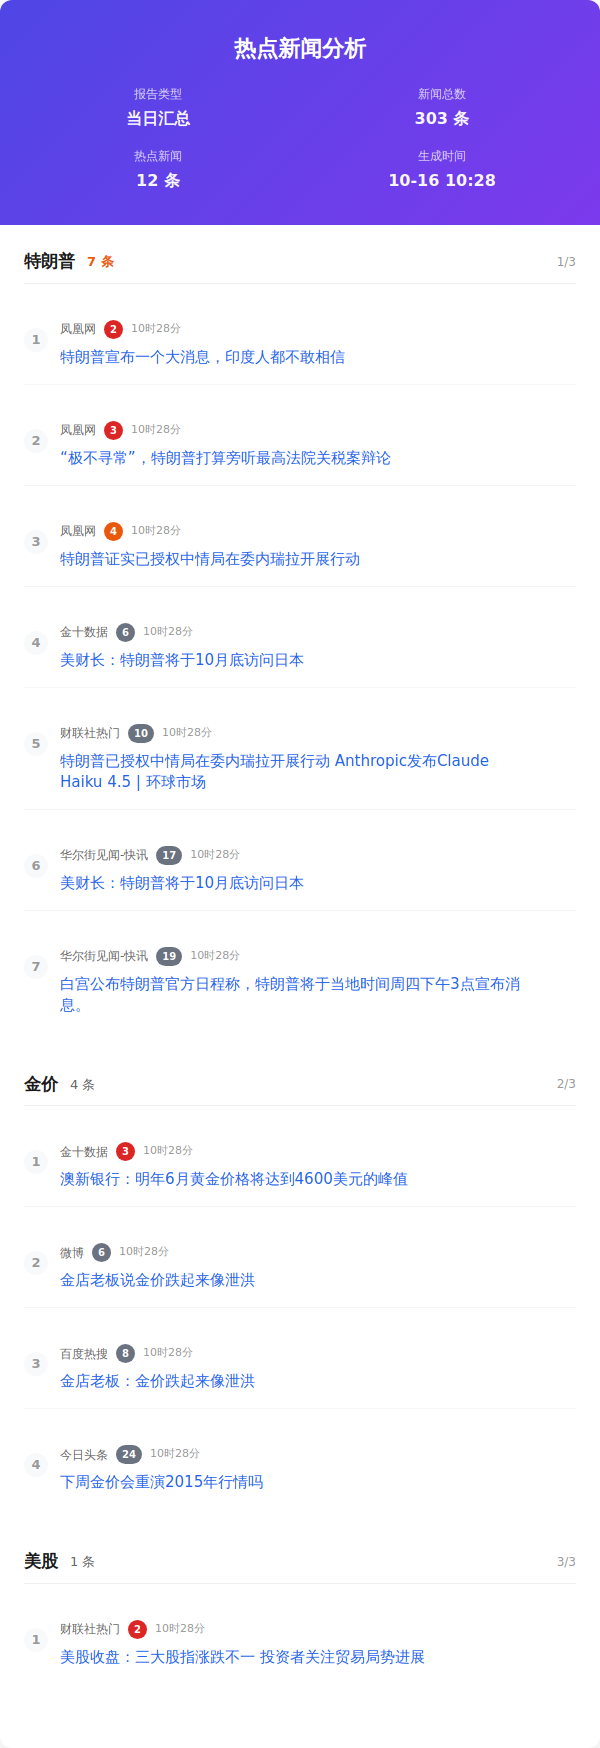 热点新闻分析
报告类型
新闻总数
当日汇总
303 条
热点新闻
生成时间
12 条
10-16 10:28
特朗普 7 条 1/3
1
凤凰网 2 10时28分
特朗普宣布一个大消息，印度人都不敢相信
2
凤凰网 3 10时28分
“极不寻常”，特朗普打算旁听最高法院关税案辩论
3
凤凰网 4 10时28分
特朗普证实已授权中情局在委内瑞拉开展行动
4
金十数据 6 10时28分
美财长：特朗普将于10月底访问日本
5
财联社热门 10 10时28分
特朗普已授权中情局在委内瑞拉开展行动 Anthropic发布Claude
Haiku 4.5 | 环球市场
6
华尔街见闻-快讯 17 10时28分
美财长：特朗普将于10月底访问日本
7
华尔街见闻-快讯 19 10时28分
白宫公布特朗普官方日程称，特朗普将于当地时间周四下午3点宣布消
息。
金价 4 条 2/3
1
金十数据 3 10时28分
澳新银行：明年6月黄金价格将达到4600美元的峰值
2
微博 6 10时28分
金店老板说金价跌起来像泄洪
3
百度热搜 8 10时28分
金店老板：金价跌起来像泄洪
4
今日头条 24 10时28分
下周金价会重演2015年行情吗
美股 1 条 3/3
1
财联社热门 2 10时28分
美股收盘：三大股指涨跌不一 投资者关注贸易局势进展